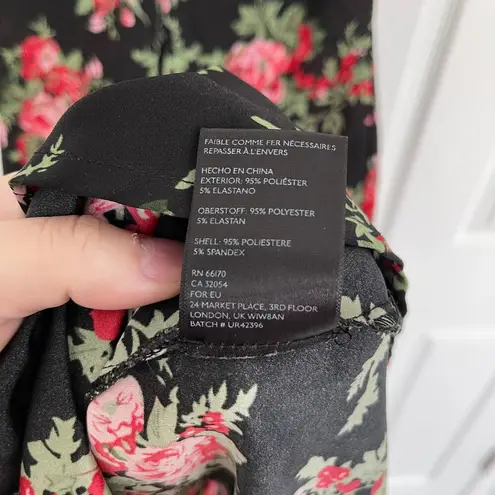 FAIBLE COMME FER NÉCESSAIRES
REPASSER À L'ENVERS
HECHO EN CHINA
EXTERIOR: 95% POLIÉSTER
5% ELASTANO
OBERSTOFF: 95% POLYESTER
5% ELASTAN
SHELL: 95% POLIESTERE
5% SPANDEX
RN 66170
CA 32054
FOR EU
24 MARKET PLACE, 3RD FLOOR
LONDON, UK W1W8AN
BATCH # UR42396